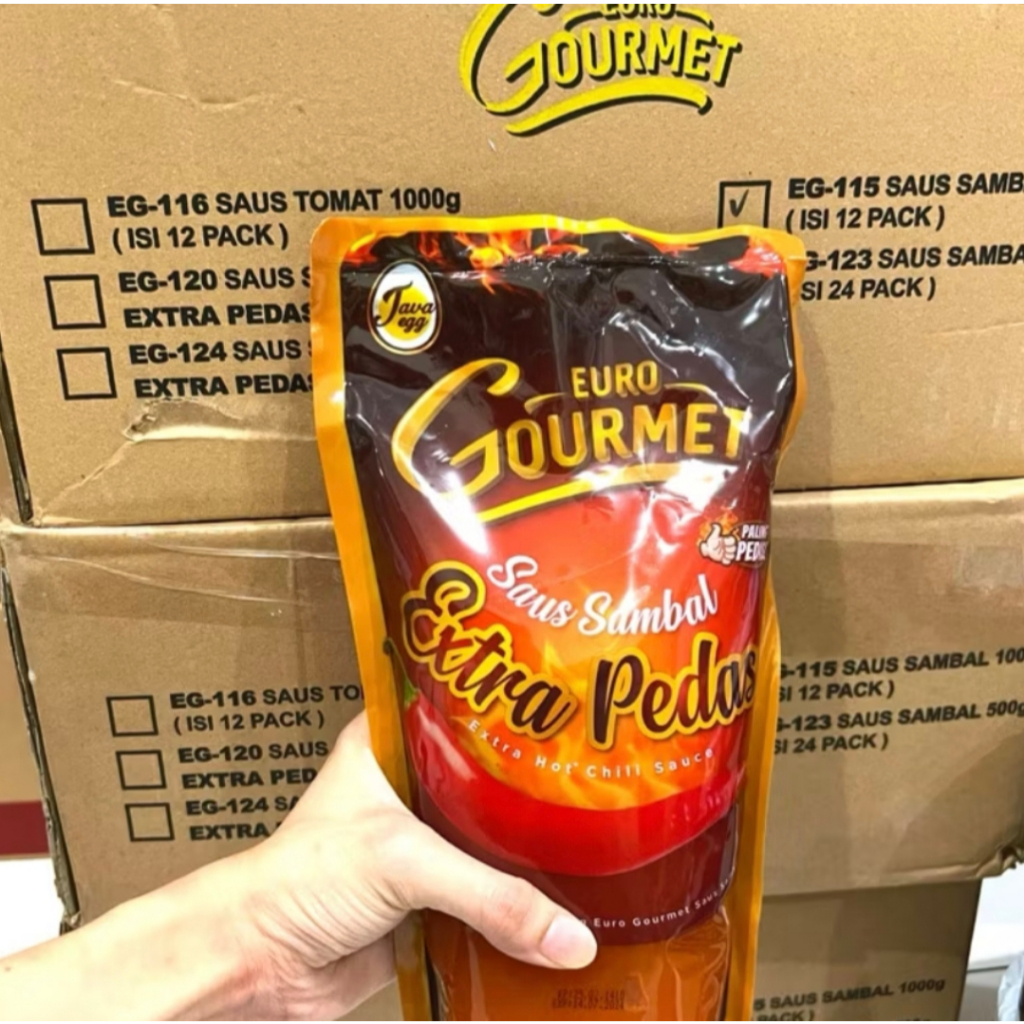 EURO
GOURMET
EG-116 SAUS TOMAT 1000g
( ISI 12 PACK )
EG-120 SAUS
EXTRA PEDAS
EG-124 SAUS
EXTRA PEDAS
EG-115 SAUS SAMB
( ISI 12 PACK )
G-123 SAUS SAMBA
SI 24 PACK )
Java
egg
EURO
GOURMET
PALING
PEDAS
Saus Sambal
Extra Pedas
Extra Hot Chili Sauce
Euro Gourmet Saus
EG-116 SAUS TO
( ISI 12 PACK )
EG-120 SAUS
EXTRA PED
EG-124 SA
EXTRA
-115 SAUS SAMBAL 100
SI 12 PACK )
-123 SAUS SAMBAL 500g
SI 24 PACK )
5 SAUS SAMBAL 1000g
PACK )